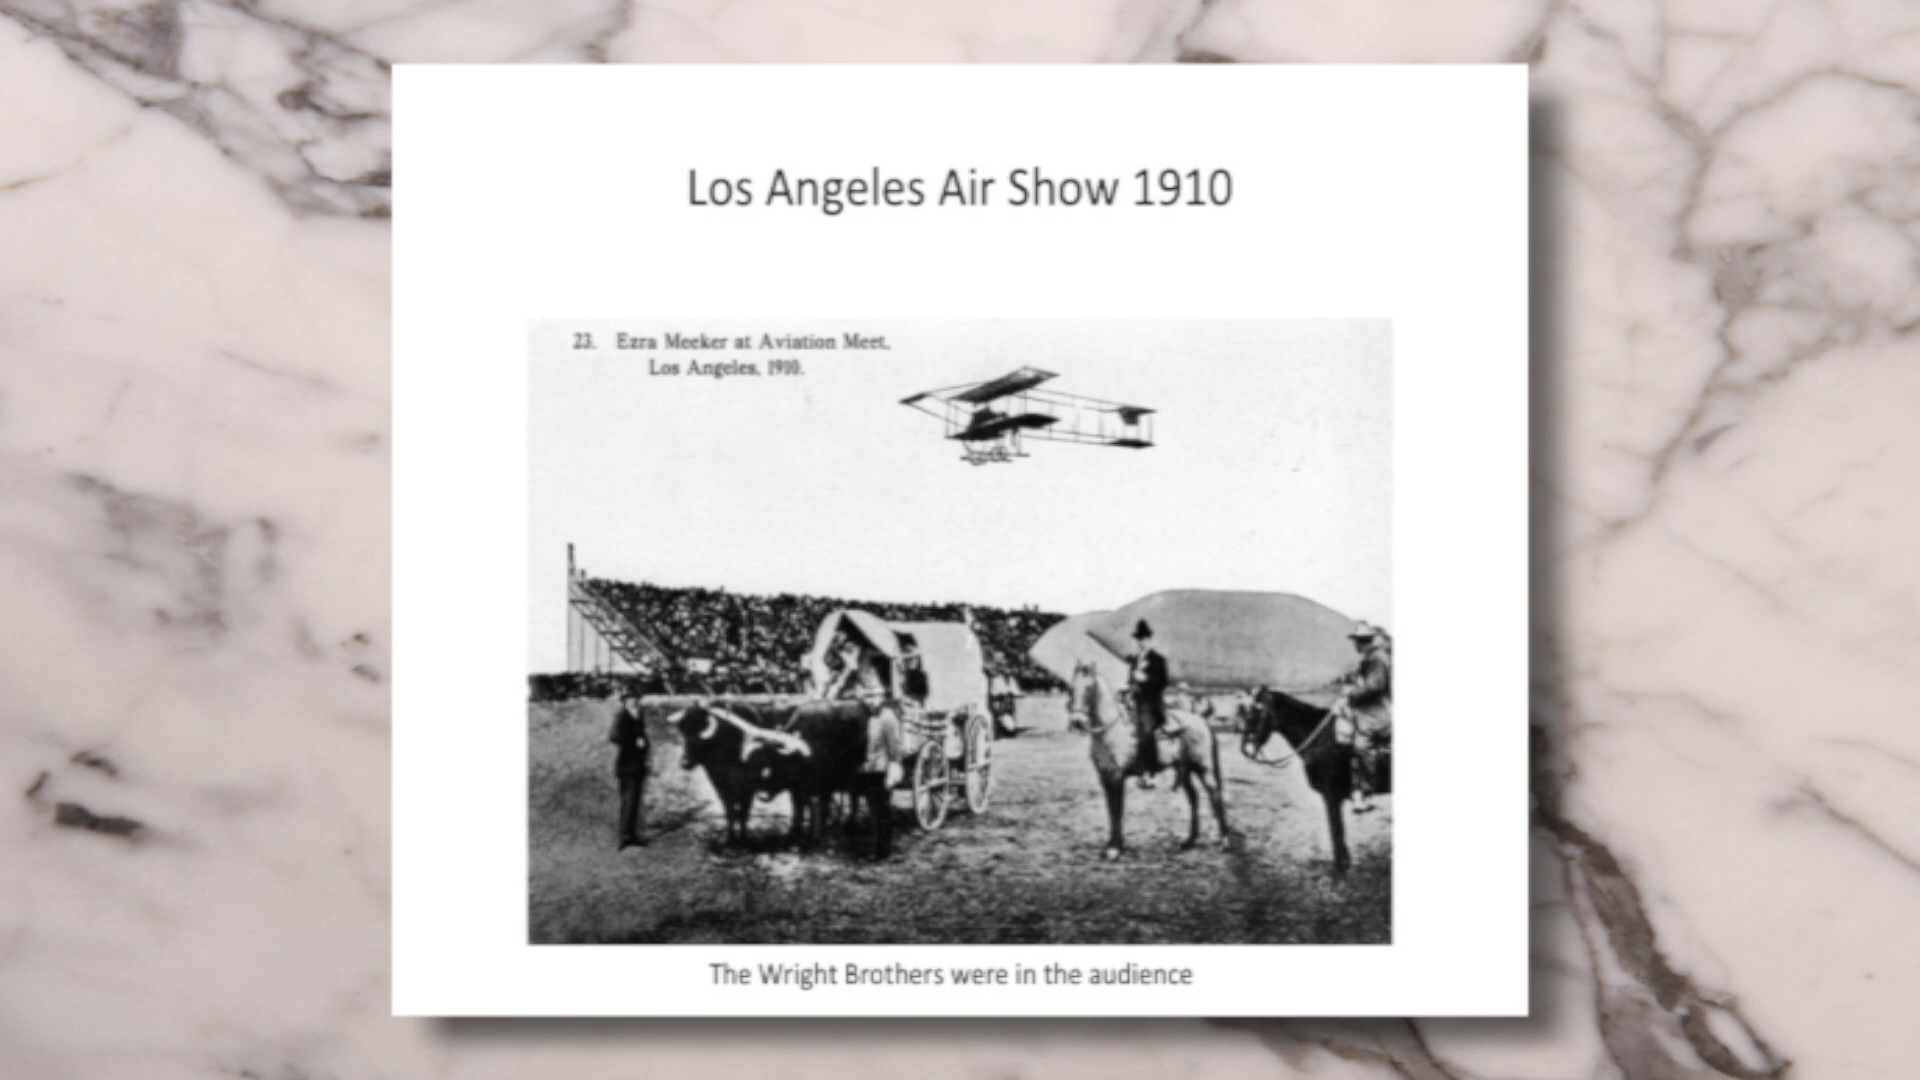 Los Angeles Air Show 1910
23. Ezra Meeker at Aviation Meet,
Los Angeles, 1910.
The Wright Brothers were in the audience